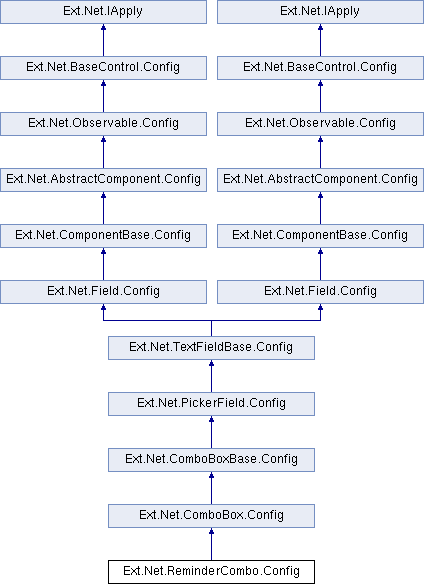 Ext.Net.IApply
Ext.Net.IApply
Ext.Net.BaseControl.Config
Ext.Net.BaseControl.Config
Ext.Net.Observable.Config
Ext.Net.Observable.Config
Ext.Net.AbstractComponent.Config
Ext.Net.AbstractComponent.Config
Ext.Net.ComponentBase.Config
Ext.Net.ComponentBase.Config
Ext.Net.Field.Config
Ext.Net.Field.Config
Ext.Net.TextFieldBase.Config
Ext.Net.PickerField.Config
Ext.Net.ComboBoxBase.Config
Ext.Net.ComboBox.Config
Ext.Net.ReminderCombo.Config